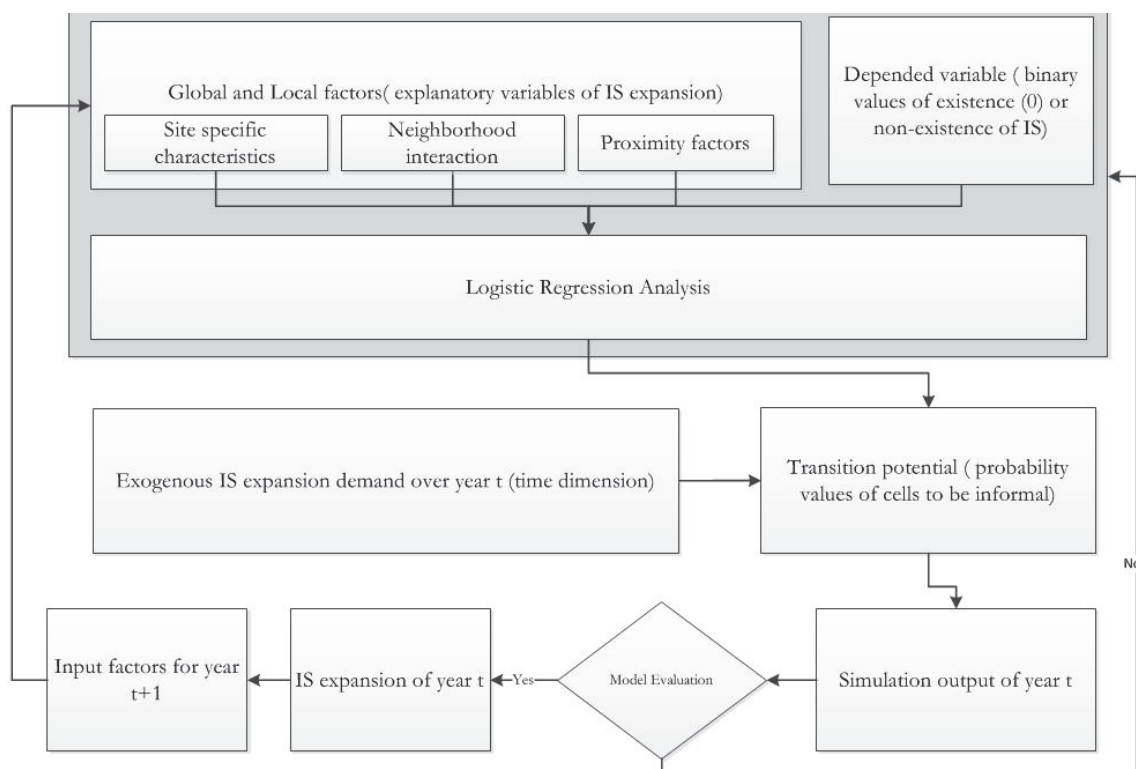 Global and Local factors( explanatory variables of IS expansion)
Site specific
characteristics
Neighborhood
interaction
Proximity factors
Depended variable ( binary
values of existence (0) or
non-existence of IS)
Logistic Regression Analysis
Exogenous IS expansion demand over year t (time dimension)
Transition potential ( probability
values of cells to be informal)
No
Input factors for year
t+1
IS expansion of year t
Yes
Model Evaluation
Simulation output of year t